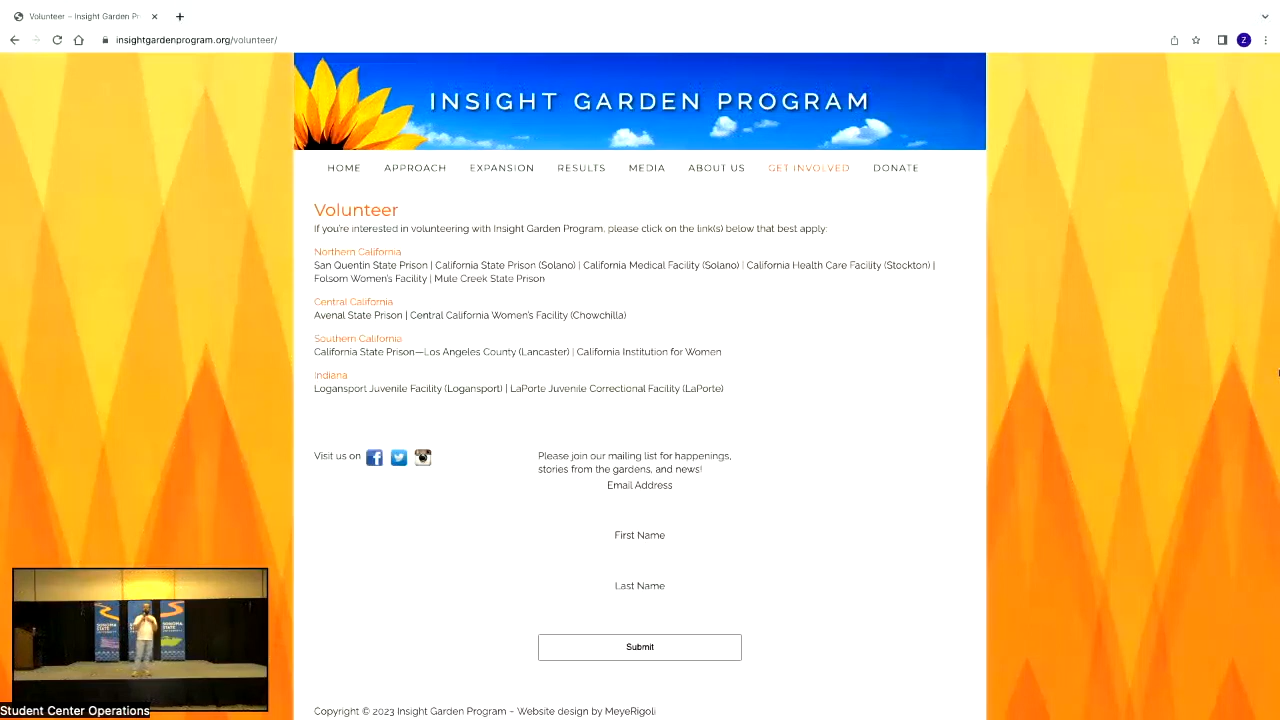 Volunteer – Insight Garden Pr
insightgardenprogram.org/volunteer/
Z
INSIGHT GARDEN PROGRAM
HOME APPROACH EXPANSION RESULTS MEDIA ABOUT US GET INVOLVED DONATE
Volunteer
If you're interested in volunteering with Insight Garden Program, please click on the link(s) below that best apply:
Northern California
San Quentin State Prison | California State Prison (Solano) | California Medical Facility (Solano) | California Health Care Facility (Stockton) |
Folsom Women's Facility | Mule Creek State Prison
Central California
Avenal State Prison | Central California Women's Facility (Chowchilla)
Southern California
California State Prison—Los Angeles County (Lancaster) | California Institution for Women
Indiana
Logansport Juvenile Facility (Logansport) | LaPorte Juvenile Correctional Facility (LaPorte)
Visit us on
Please join our mailing list for happenings,
stories from the gardens, and news!
Email Address
First Name
Last Name
Submit
SONOMA
STATE
SONOMA
STATE
Student Center Operations
Copyright © 2023 Insight Garden Program – Website design by MeyeRigoli